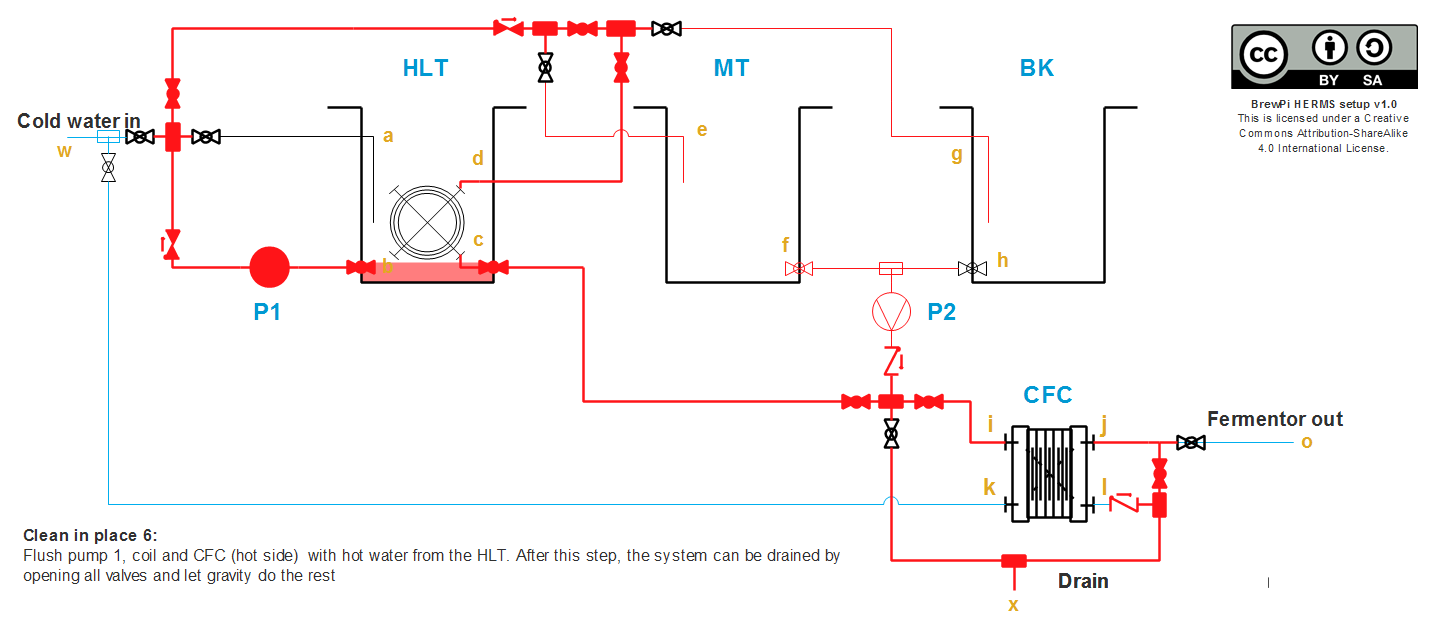 HLT
MT
BK
cc
BY SA
BrewPi HERMS setup v1.0
This is licensed under a Creative
Commons Attribution-ShareAlike
4.0 International License.
Cold water in
w
a
d
e
g
c
b
f
h
P1
P2
CFC
i
j
Fermentor out
o
k
l
Clean in place 6:
Flush pump 1, coil and CFC (hot side) with hot water from the HLT. After this step, the system can be drained by
opening all valves and let gravity do the rest
Drain
x